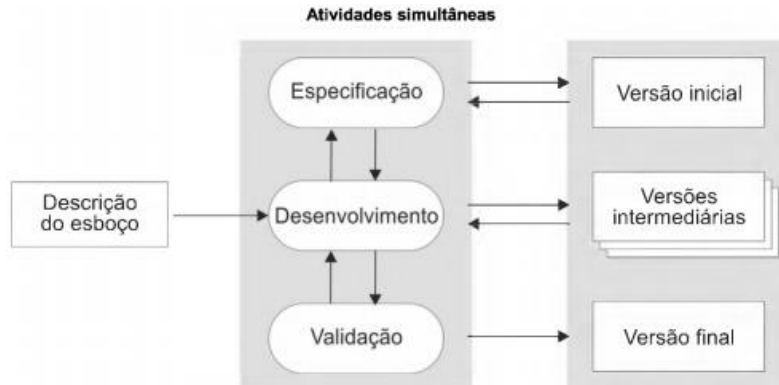 Atividades simultâneas
Especificação
Versão inicial
Descrição
do esboço
Desenvolvimento
Versões
intermediárias
Validação
Versão final